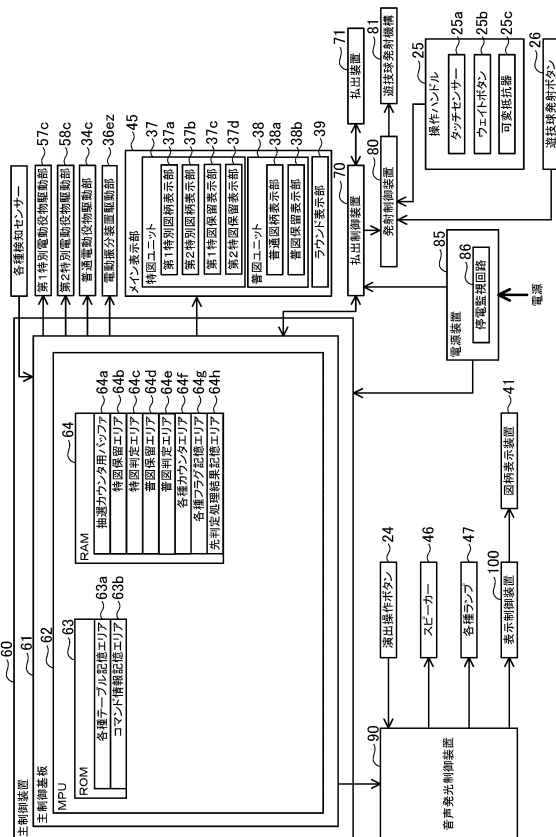 60
主制御装置
61
主制御基板
62
MPU
63
ROM
各種テーブル記憶エリア
63a
コマンド情報記憶エリア
63b
64
RAM
抽選カウンタ用バッファ
64a
特図保留エリア
64b
特図判定エリア
64c
普図保留エリア
64d
普図判定エリア
64e
各種カウンタエリア
64f
各種フラグ記憶エリア
64g
先判定処理結果記憶エリア
64h
各種検知センサー
第1特別電動役物駆動部
57c
第2特別電動役物駆動部
58c
普通電動役物駆動部
34c
電動振分装置駆動部
36ez
45
メイン表示部
37
特図ユニット
第1特別図柄表示部
37a
第2特別図柄表示部
37b
第1特図保留表示部
37c
第2特図保留表示部
37d
38
普図ユニット
普通図柄表示部
38a
普図保留表示部
38b
ラウンド表示部
39
70
払出制御装置
71
払出装置
80
発射制御装置
81
遊技球発射機構
25
操作ハンドル
タッチセンサー
25a
ウェイトボタン
25b
可変抵抗器
25c
26
遊技球発射ボタン
85
電源装置
86
停電監視回路
電源
90
音声発光制御装置
24
演出操作ボタン
46
スピーカー
47
各種ランプ
100
表示制御装置
41
図柄表示装置